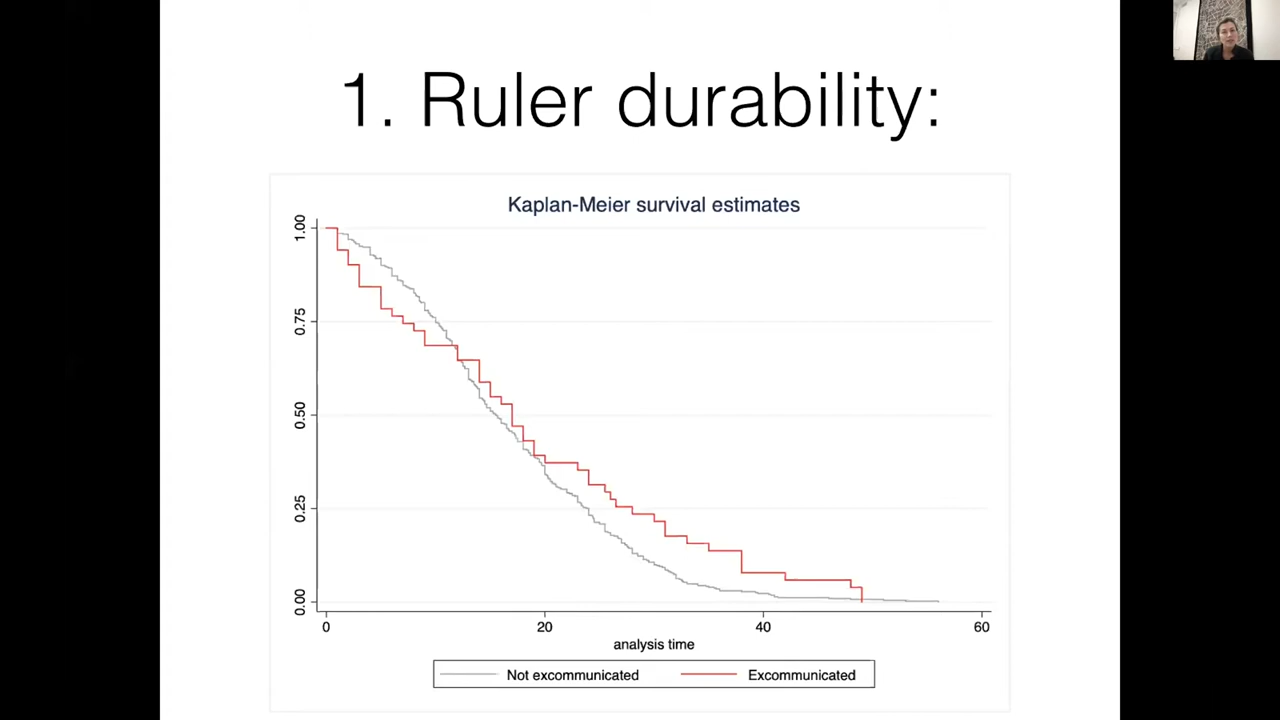 1. Ruler durability:
Kaplan-Meier survival estimates
1.00
0.75
0.50
0.25
0.00
0 20 40 60
analysis time
Not excommunicated Excommunicated